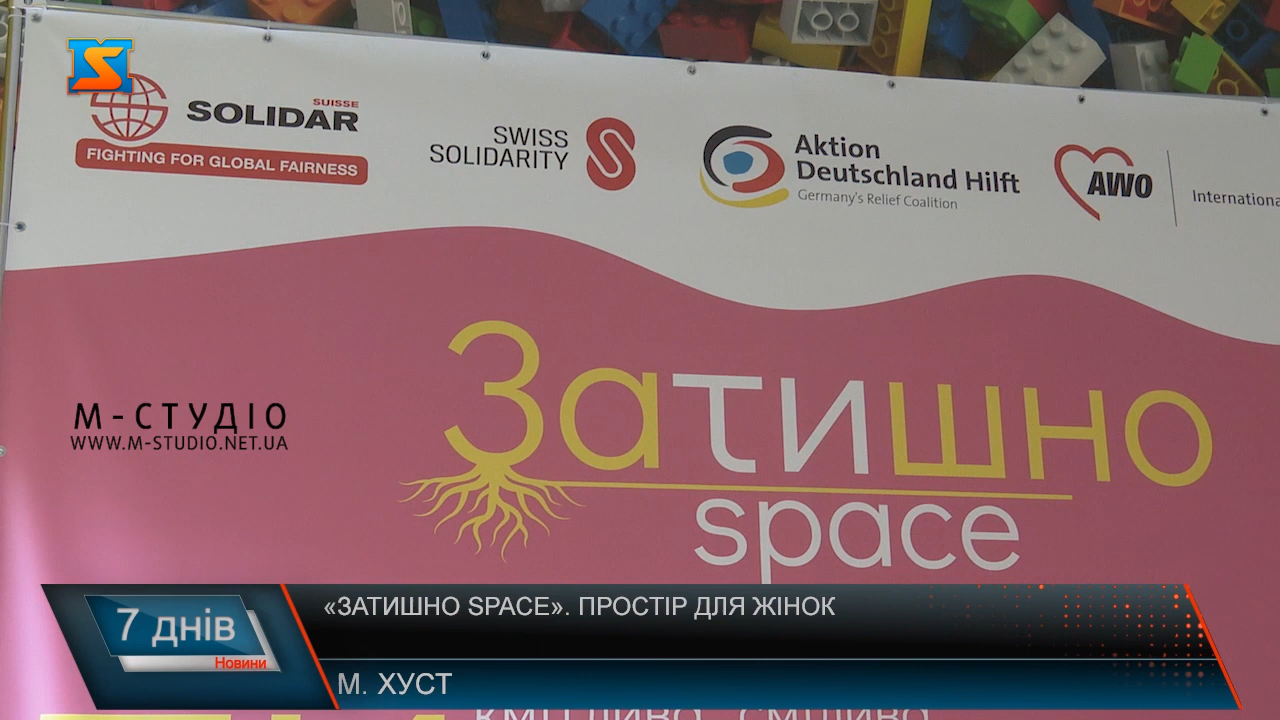 SUISSE
SOLIDAR
FIGHTING FOR GLOBAL FAIRNESS
SWISS
SOLIDARITY
Aktion
Deutschland Hilft
Germany's Relief Coalition
AWO
Internationa
М-СТУДІО
WWW.M-STUDIO.NET.UA
Затишно
space
7 днів
Новини
«ЗАТИШНО SPACE». ПРОСТІР ДЛЯ ЖІНОК
М. ХУСТ